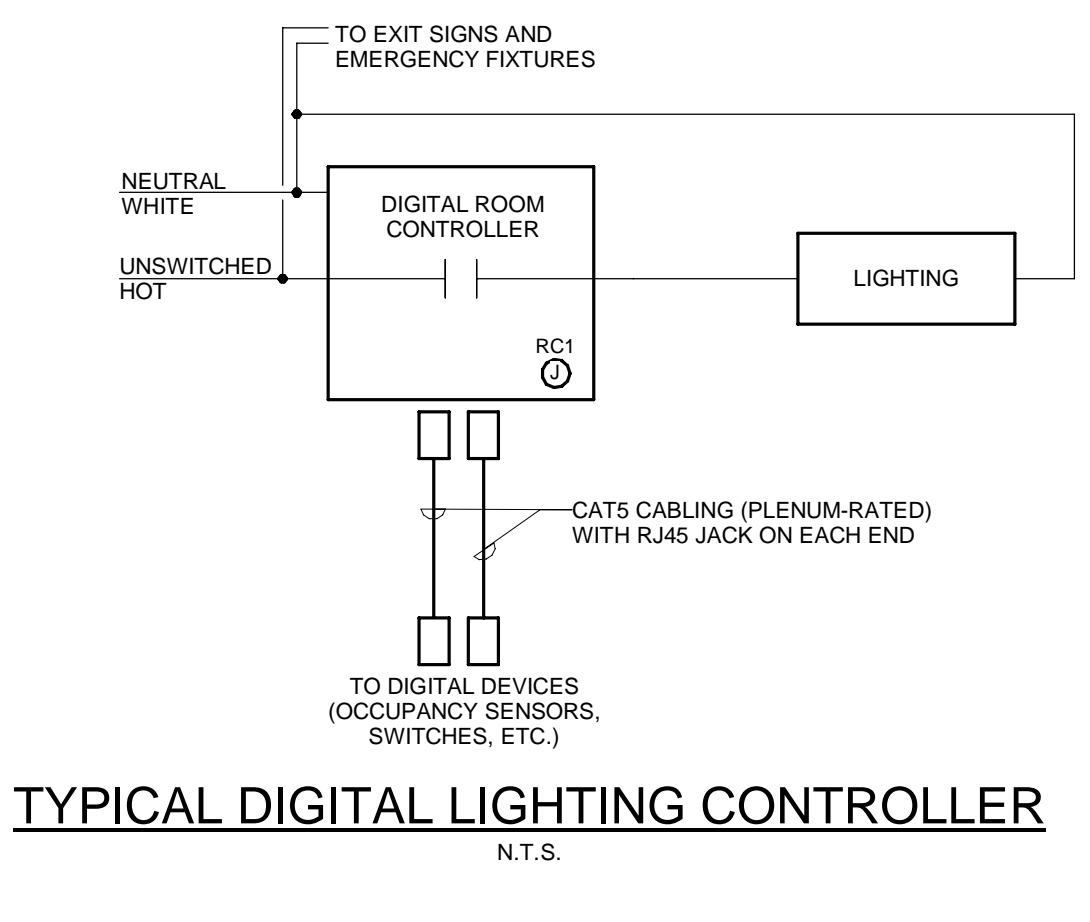 TO EXIT SIGNS AND
EMERGENCY FIXTURES
NEUTRAL
WHITE
DIGITAL ROOM
CONTROLLER
UNSWITCHED
HOT
LIGHTING
RC1
J
CAT5 CABLING (PLENUM-RATED)
WITH RJ45 JACK ON EACH END
TO DIGITAL DEVICES
(OCCUPANCY SENSORS,
SWITCHES, ETC.)
TYPICAL DIGITAL LIGHTING CONTROLLER
N.T.S.